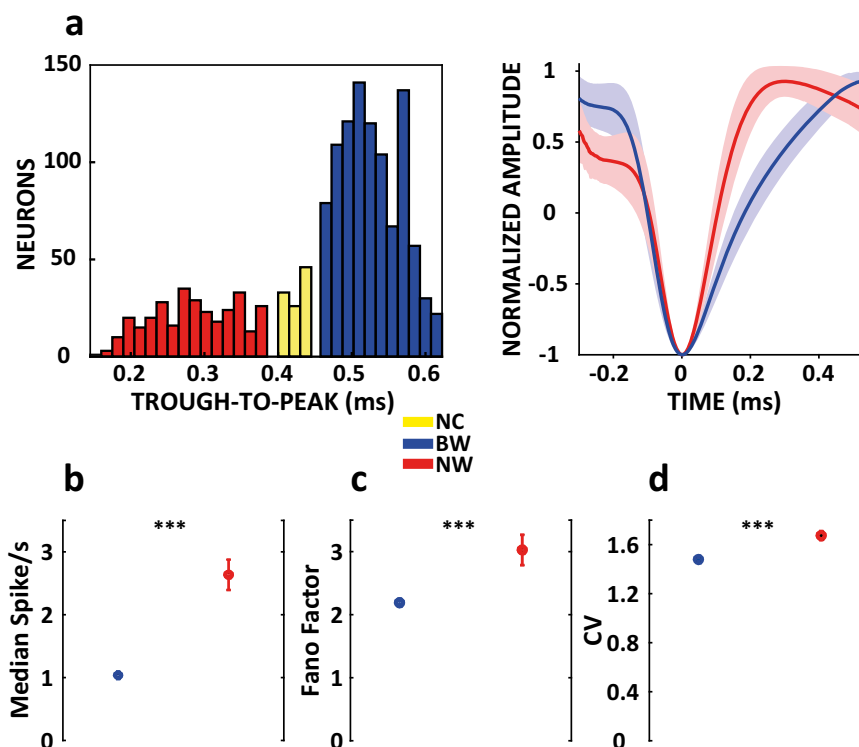 a
150
100
50
0
NEURONS
0.2 0.3 0.4 0.5 0.6
TROUGH-TO-PEAK (ms)
1
0.5
0
-0.5
-1
NORMALIZED AMPLITUDE
-0.2 0 0.2 0.4
TIME (ms)
NC
BW
NW
b
***
3
2
1
0
Median Spike/s
c
***
3
2
1
0
Fano Factor
d
***
1.6
1.2
0.8
0.4
0
CV